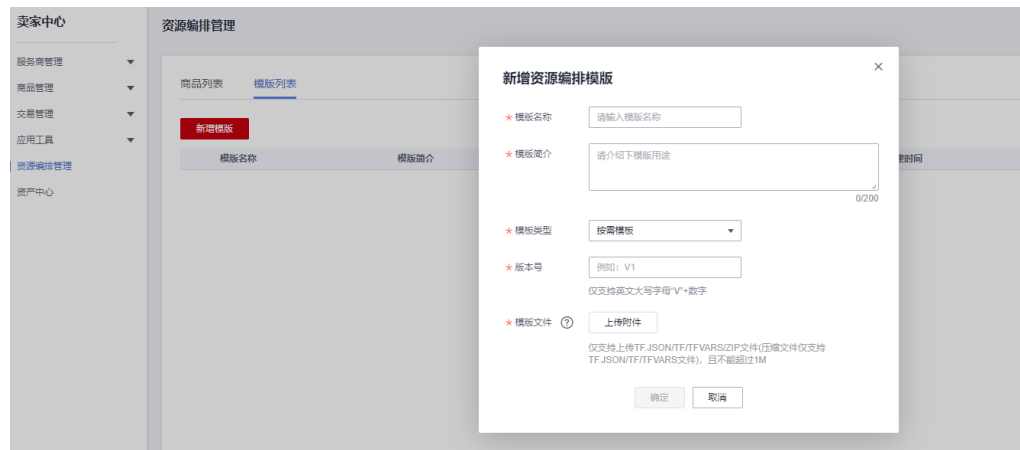 卖家中心
资源编排管理
服务商管理
商品管理
交易管理
应用工具
资源编排管理
资产中心
商品列表 模版列表
新增模版
模版名称 模版简介 建时间
新增资源编排模版
* 模版名称 请输入模版名称
* 模版简介 请介绍下模版用途
0/200
* 模板类型 按需模板
* 版本号 例如：V1
仅支持英文大写字母“V”+数字
* 模版文件 ? 上传附件
仅支持上传TF.JSON/TF/TFVARS/ZIP文件(压缩文件仅支持
TF.JSON/TF/TFVARS文件)，且不能超过1M
确定 取消